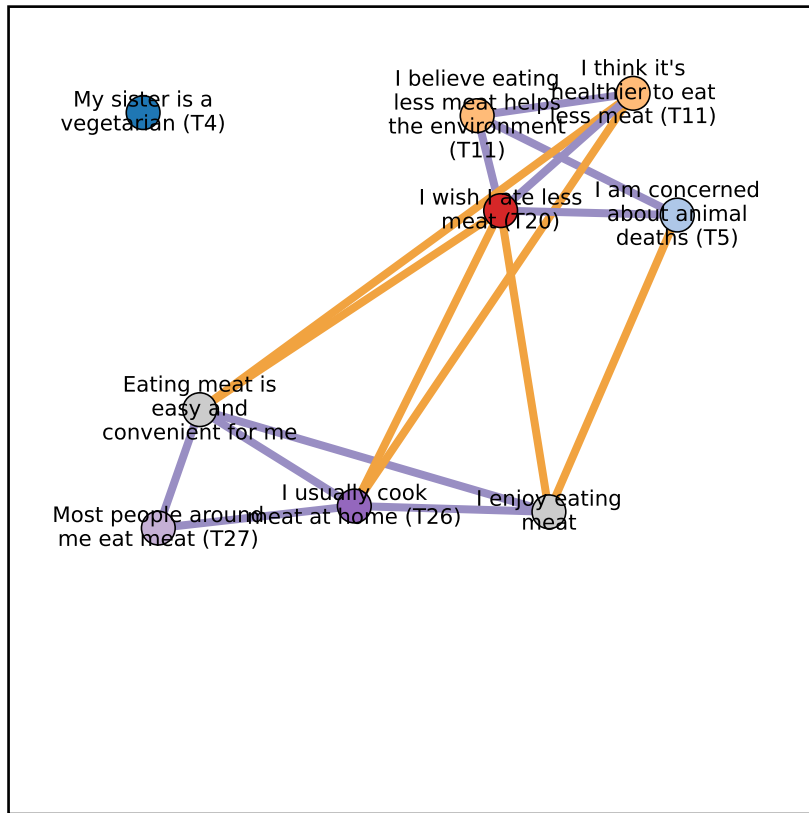 My sister is a
vegetarian (T4)
I believe eating
less meat helps
the environment
(T11)
I think it's
healthier to eat
less meat (T11)
I wish I ate less
meat (T20)
I am concerned
about animal
deaths (T5)
Eating meat is
easy and
convenient for me
Most people around
me eat meat (T27)
I usually cook
meat at home (T26)
I enjoy eating
meat